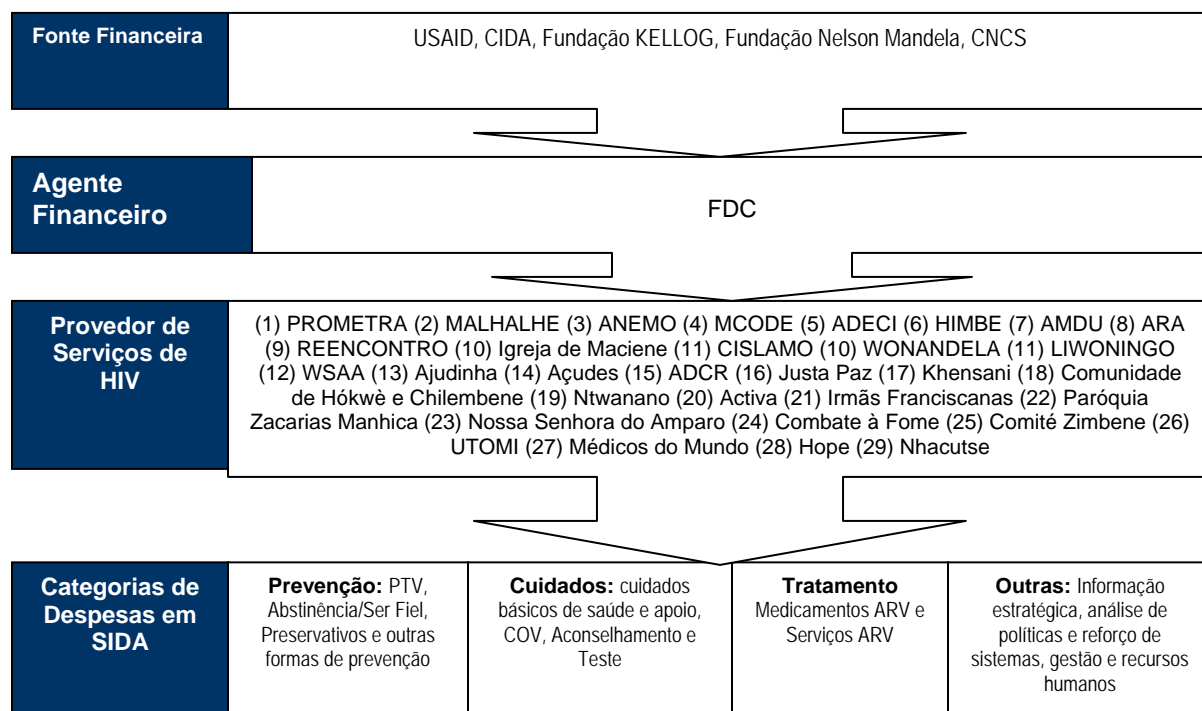 Fonte Financeira
USAID, CIDA, Fundação KELLOG, Fundação Nelson Mandela, CNCS
Agente
Financeiro
FDC
Provedor de
Serviços de
HIV
(1) PROMETRA (2) MALHALHE (3) ANEMO (4) MCODE (5) ADECI (6) HIMBE (7) AMDU (8) ARA
(9) REENCONTRO (10) Igreja de Maciene (11) CISLAMO (10) WONANDELA (11) LIWONINGO
(12) WSAA (13) Ajudinha (14) Açudes (15) ADCR (16) Justa Paz (17) Khensani (18) Comunidade
de Hókwè e Chilembene (19) Ntwanano (20) Activa (21) Irmãs Franciscanas (22) Paróquia
Zacarias Manhica (23) Nossa Senhora do Amparo (24) Combate à Fome (25) Comité Zimbene (26)
UTOMI (27) Médicos do Mundo (28) Hope (29) Nhacutse
Categorias de
Despesas em
SIDA
Prevenção: PTV,
Abstinência/Ser Fiel,
Preservativos e outras
formas de prevenção
Cuidados: cuidados
básicos de saúde e apoio,
COV, Aconselhamento e
Teste
Tratamento
Medicamentos ARV e
Serviços ARV
Outras: Informação
estratégica, análise de
políticas e reforço de
sistemas, gestão e recursos
humanos